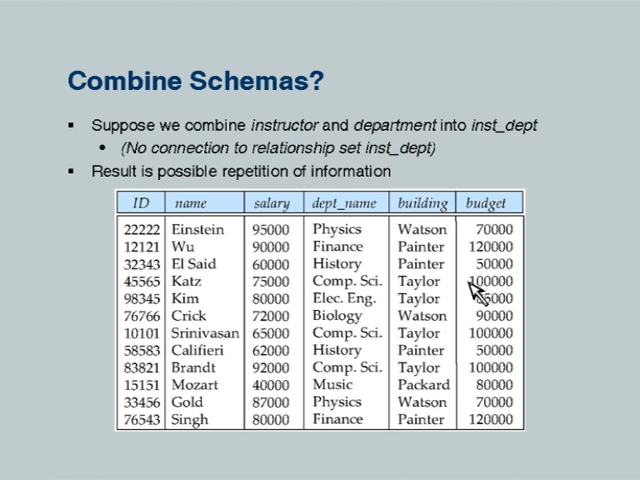 Combine Schemas?
▪ Suppose we combine instructor and department into inst_dept
• (No connection to relationship set inst_dept)
▪ Result is possible repetition of information
ID name salary dept_name building budget
22222 Einstein 95000 Physics Watson 70000
12121 Wu 90000 Finance Painter 120000
32343 El Said 60000 History Painter 50000
45565 Katz 75000 Comp. Sci. Taylor 100000
98345 Kim 80000 Elec. Eng. Taylor
76766 Crick 72000 Biology Watson 90000
10101 Srinivasan 65000 Comp. Sci. Taylor 100000
58583 Califieri 62000 History Painter 50000
83821 Brandt 92000 Comp. Sci. Taylor 100000
15151 Mozart 40000 Music Packard 80000
33456 Gold 87000 Physics Watson 70000
76543 Singh 80000 Finance Painter 120000